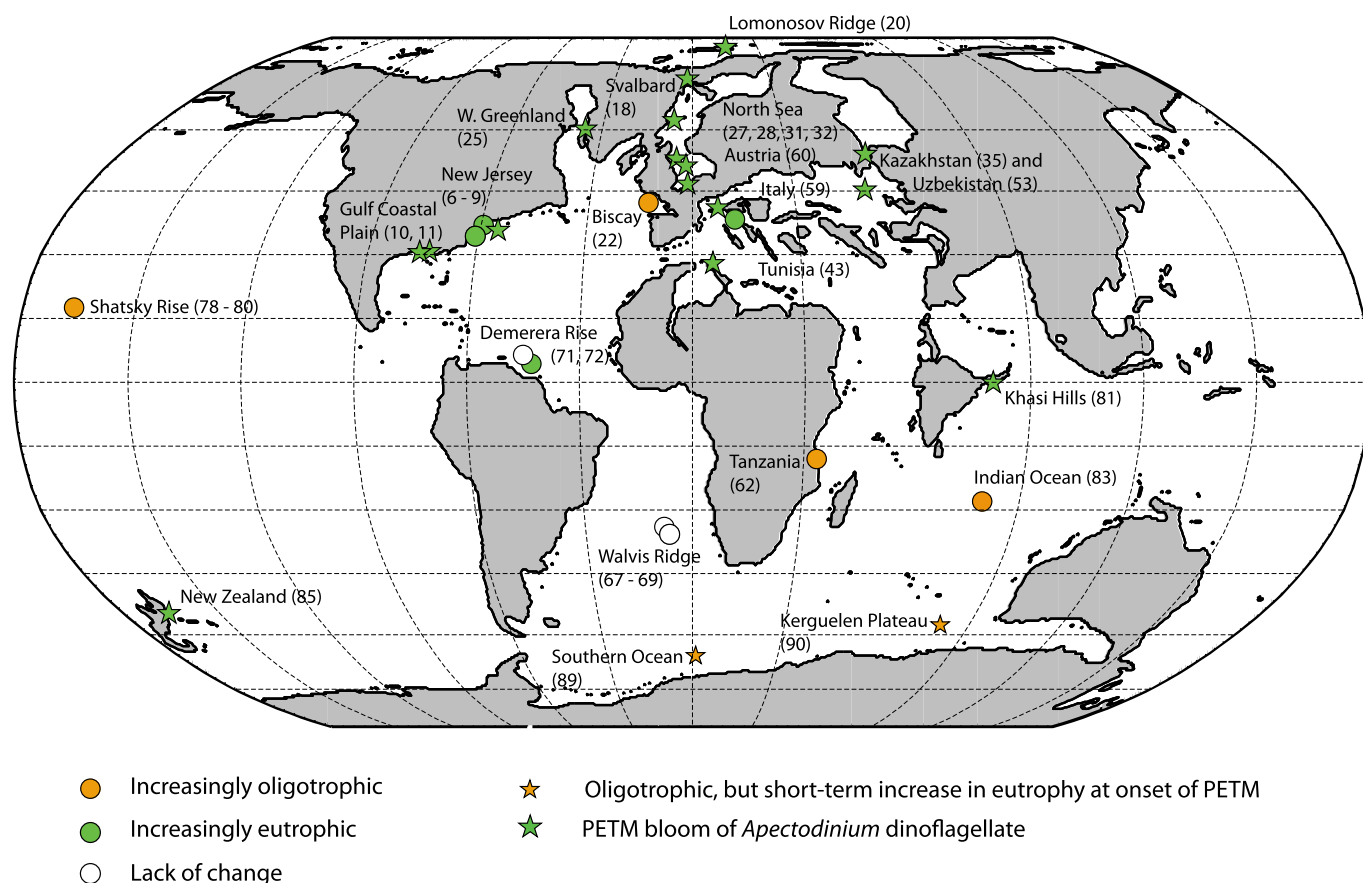 Lomonosov Ridge (20)
Svalbard
(18)
W. Greenland
(25)
North Sea
(27, 28, 31, 32)
Austria (60)
Kazakhstan (35) and
Uzbekistan (53)
New Jersey
(6 - 9)
Italy (59)
Gulf Coastal
Plain (10, 11)
Biscay
(22)
Tunisia (43)
Shatsky Rise (78 - 80)
Demerera Rise
(71, 72)
Khasi Hills (81)
Tanzania
(62)
Indian Ocean (83)
Walvis Ridge
(67 - 69)
New Zealand (85)
Kerguelen Plateau
(90)
Southern Ocean
(89)
Increasingly oligotrophic
Oligotrophic, but short-term increase in eutrophy at onset of PETM
Increasingly eutrophic
PETM bloom of Apectodinium dinoflagellate
Lack of change